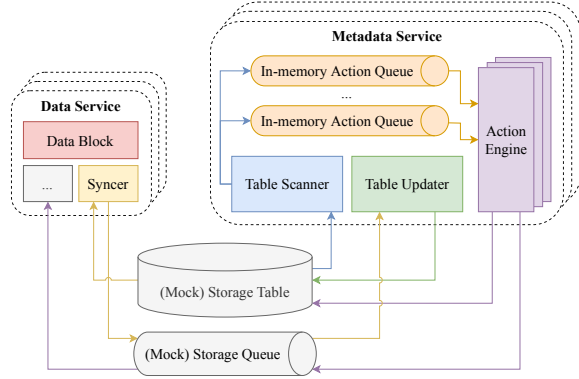 Metadata Service
In-memory Action Queue
...
In-memory Action Queue
Action
Engine
Table Scanner
Table Updater
Data Service
Data Block
...
Syncer
(Mock) Storage Table
(Mock) Storage Queue